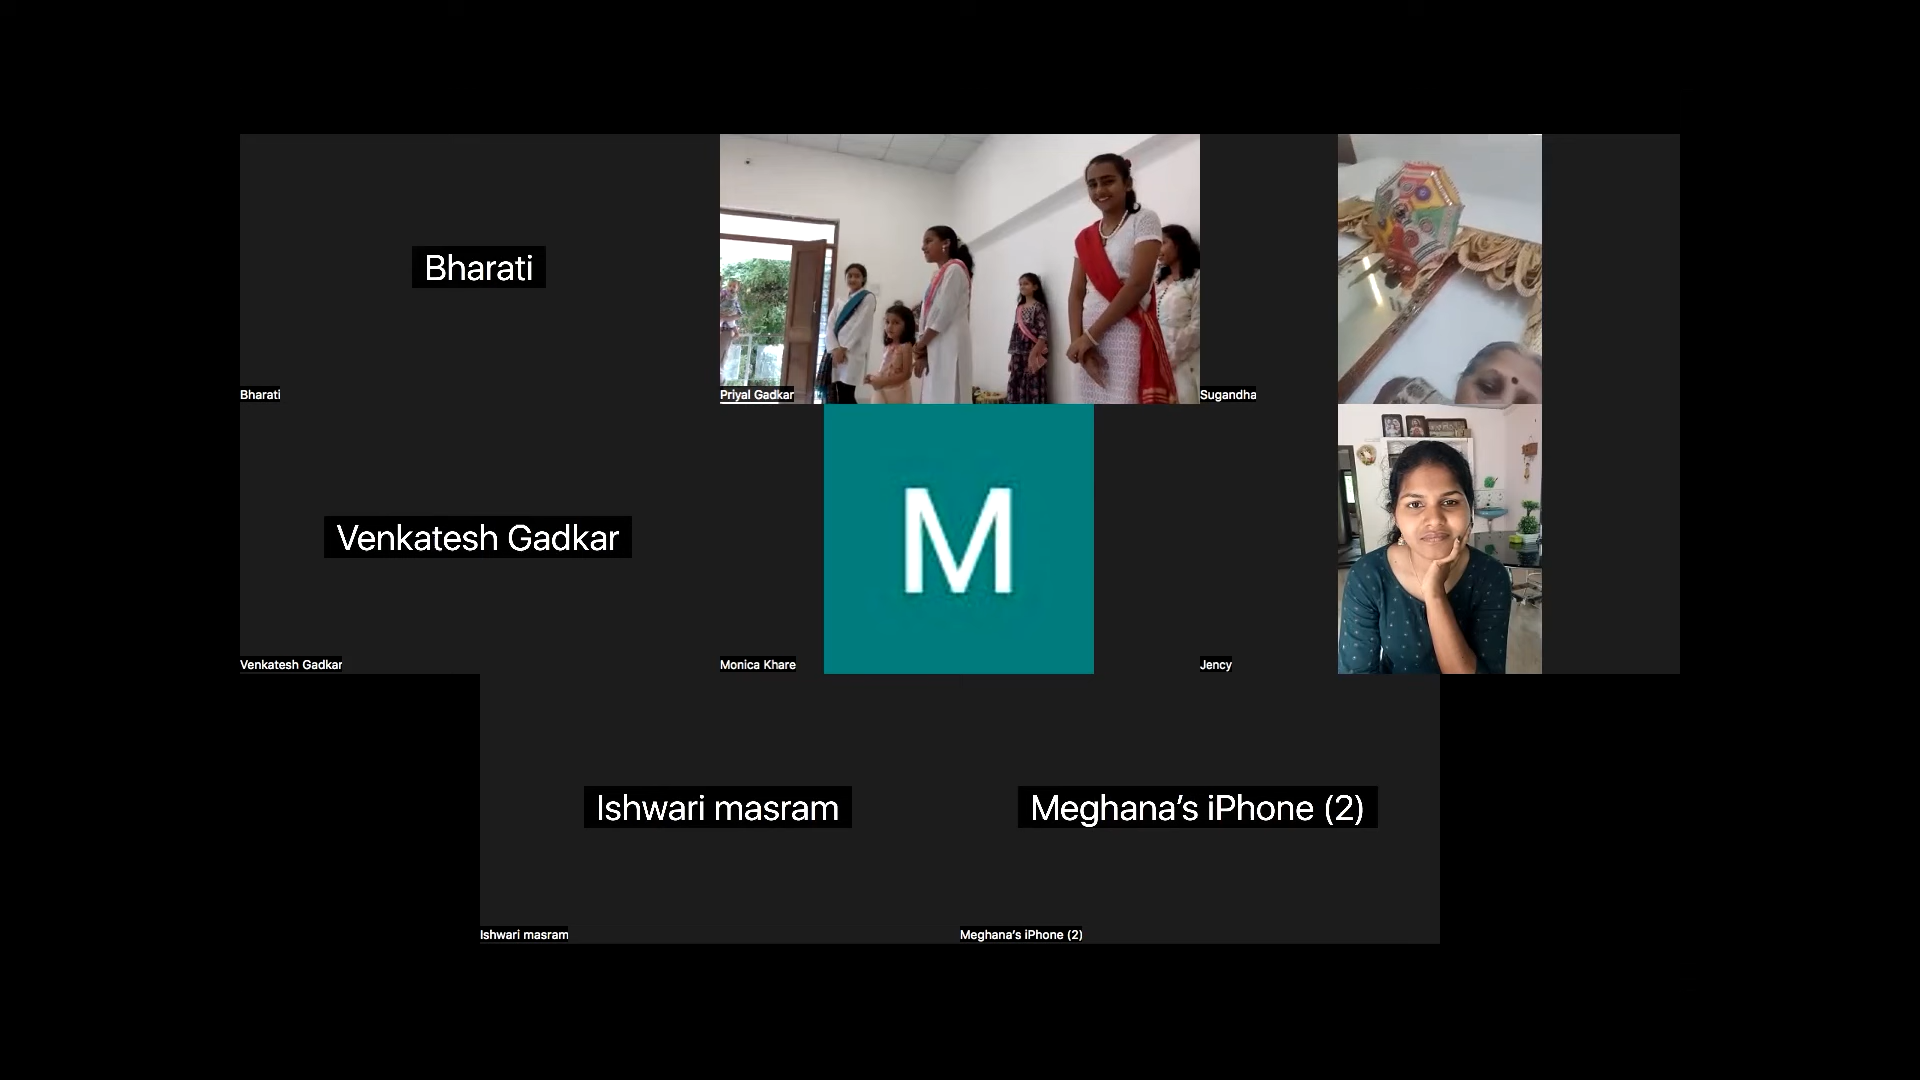 Bharati
Bharati
Priyal Gadkar
Sugandha
Venkatesh Gadkar
Venkatesh Gadkar
M
Monica Khare
Jency
Ishwari masram
Meghana’s iPhone (2)
Ishwari masram
Meghana’s iPhone (2)